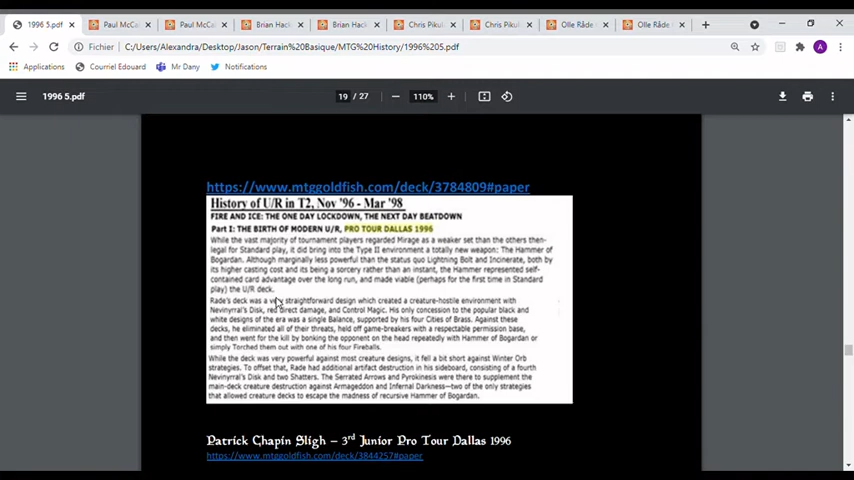 1996 5.pdf
Paul McCa
Paul McCa
Brian Hack
Brian Hack
Chris Pikul
Chris Pikul
Olle Råde
Olle Råde
Fichier
C:/Users/Alexandra/Desktop/Jason/Terrain%20Basique/MTG%20History/1996%205.pdf
A
Applications
Courriel Edouard
Mr Dany
Notifications
1996 5.pdf
19 / 27
110%
https://www.mtggoldfish.com/deck/3784809#paper
History of U/R in T2, Nov '96 - Mar '98
FIRE AND ICE: THE ONE DAY LOCKDOWN, THE NEXT DAY BEATDOWN
Part I: THE BIRTH OF MODERN U/R, PRO TOUR DALLAS 1996
While the vast majority of tournament players regarded Mirage as a weaker set than the others then-
legal for Standard play, it did bring into the Type II environment a totally new weapon: The Hammer of
Bogardan. Although marginally less powerful than the status quo Lightning Bolt and Incinerate, both by
its higher casting cost and its being a sorcery rather than an instant, the Hammer represented self-
contained card advantage over the long run, and made viable (perhaps for the first time in Standard
play) the U/R deck.
Rade's deck was a very straightforward design which created a creature-hostile environment with
Nevinyrral's Disk, red direct damage, and Control Magic. His only concession to the popular black and
white designs of the era was a single Balance, supported by his four Cities of Brass. Against these
decks, he eliminated all of their threats, held off game-breakers with a respectable permission base,
and then went for the kill by bonking the opponent on the head repeatedly with Hammer of Bogardan or
simply Torched them out with one of his four Fireballs.
While the deck was very powerful against most creature designs, it fell a bit short against Winter Orb
strategies. To offset that, Rade had additional artifact destruction in his sideboard, consisting of a fourth
Nevinyrral's Disk and two Shatters. The Serrated Arrows and Pyrokinesis were there to supplement the
main-deck creature destruction against Armageddon and Infernal Darkness—two of the only strategies
that allowed creature decks to escape the madness of recursive Hammer of Bogardan.
Patrick Chapin Sligh – 3rd Junior Pro Tour Dallas 1996
https://www.mtggoldfish.com/deck/3844257#paper